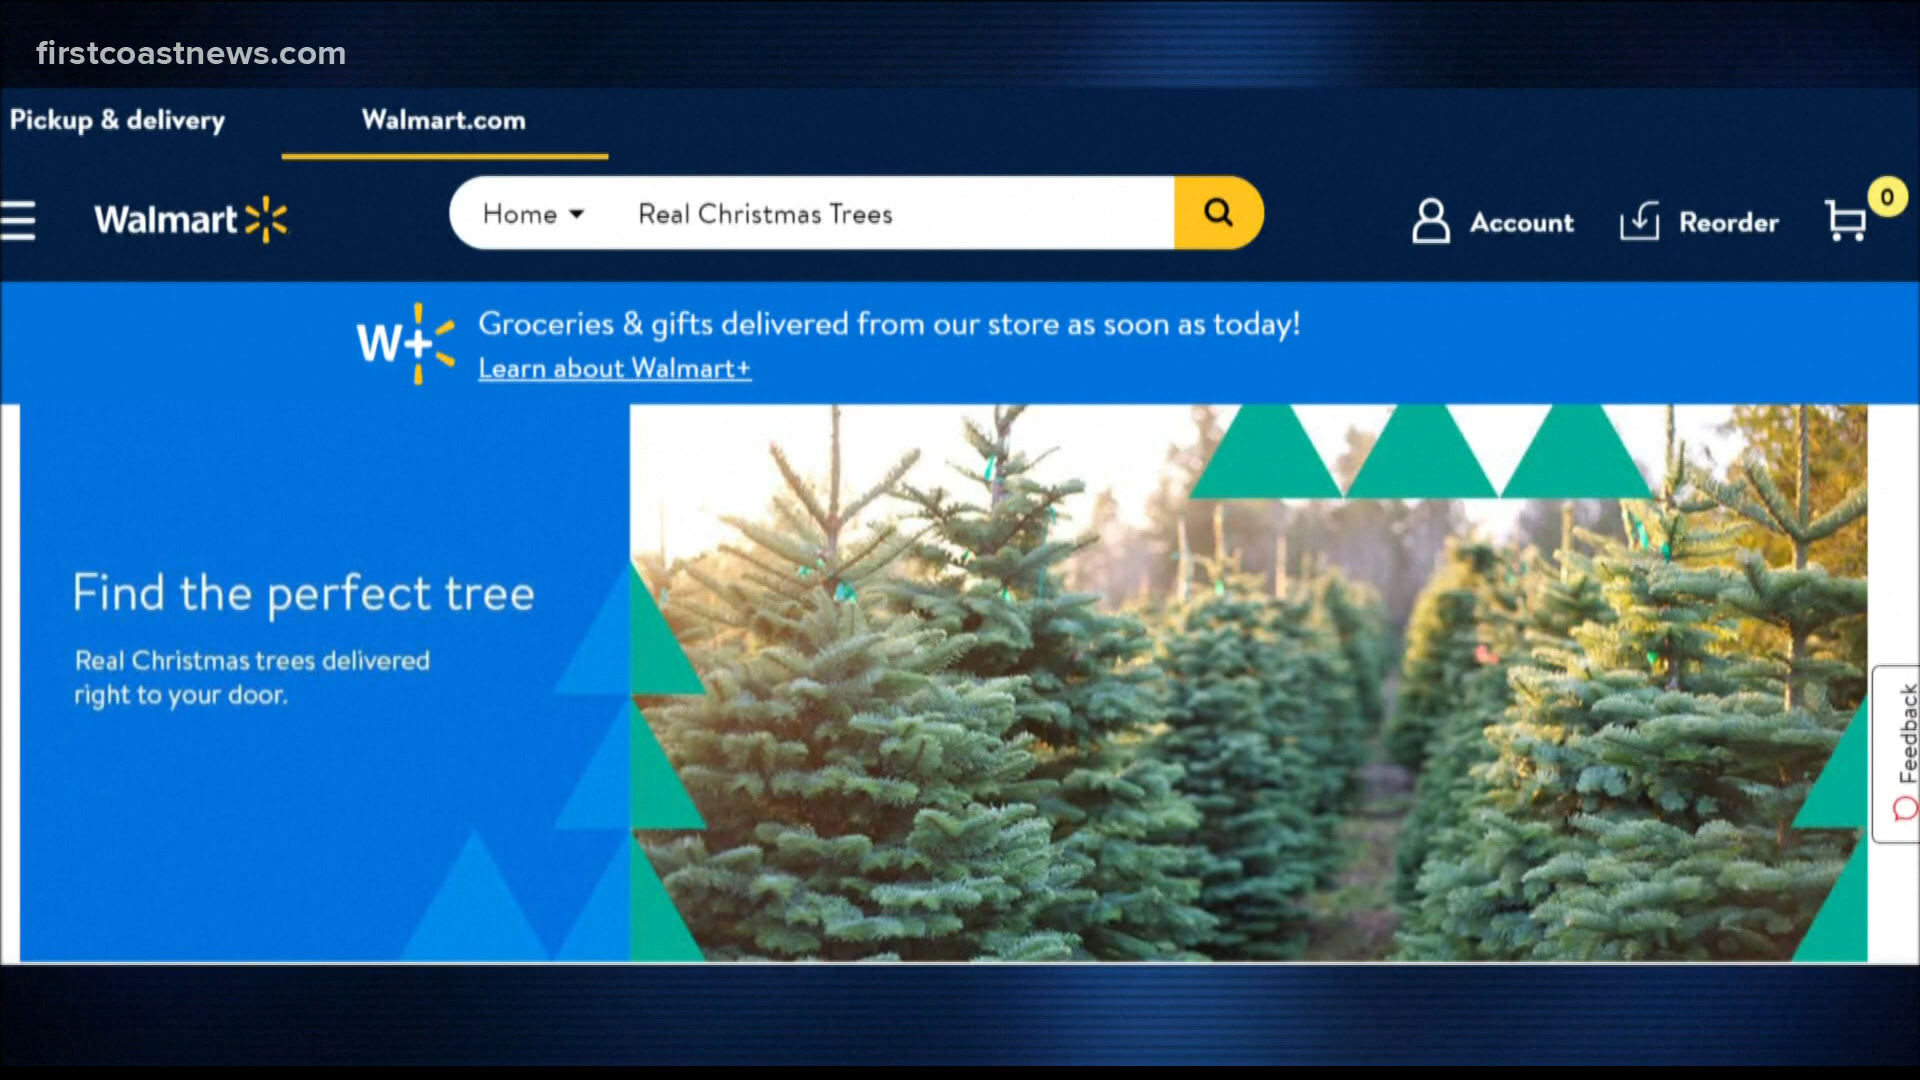 firstcoastnews.com
Pickup & delivery
Walmart.com
Walmart
Home
Real Christmas Trees
Account
Reorder
0
W+
Groceries & gifts delivered from our store as soon as today!
Learn about Walmart+
Find the perfect tree
Real Christmas trees delivered
right to your door.
Feedback